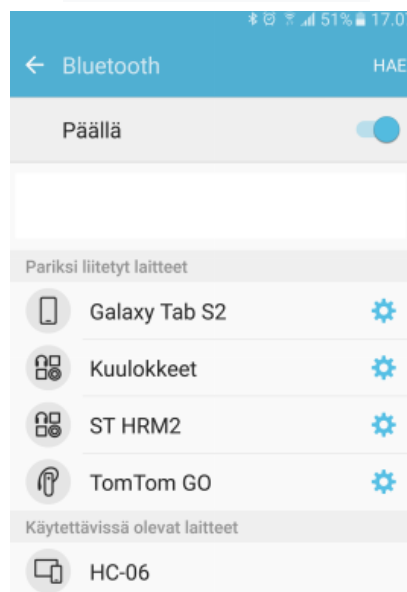 51% 17.07
Bluetooth HAE
Päällä
Pariksi liitetyt laitteet
Galaxy Tab S2
Kuulokkeet
ST HRM2
TomTom GO
Käytettävissä olevat laitteet
HC-06